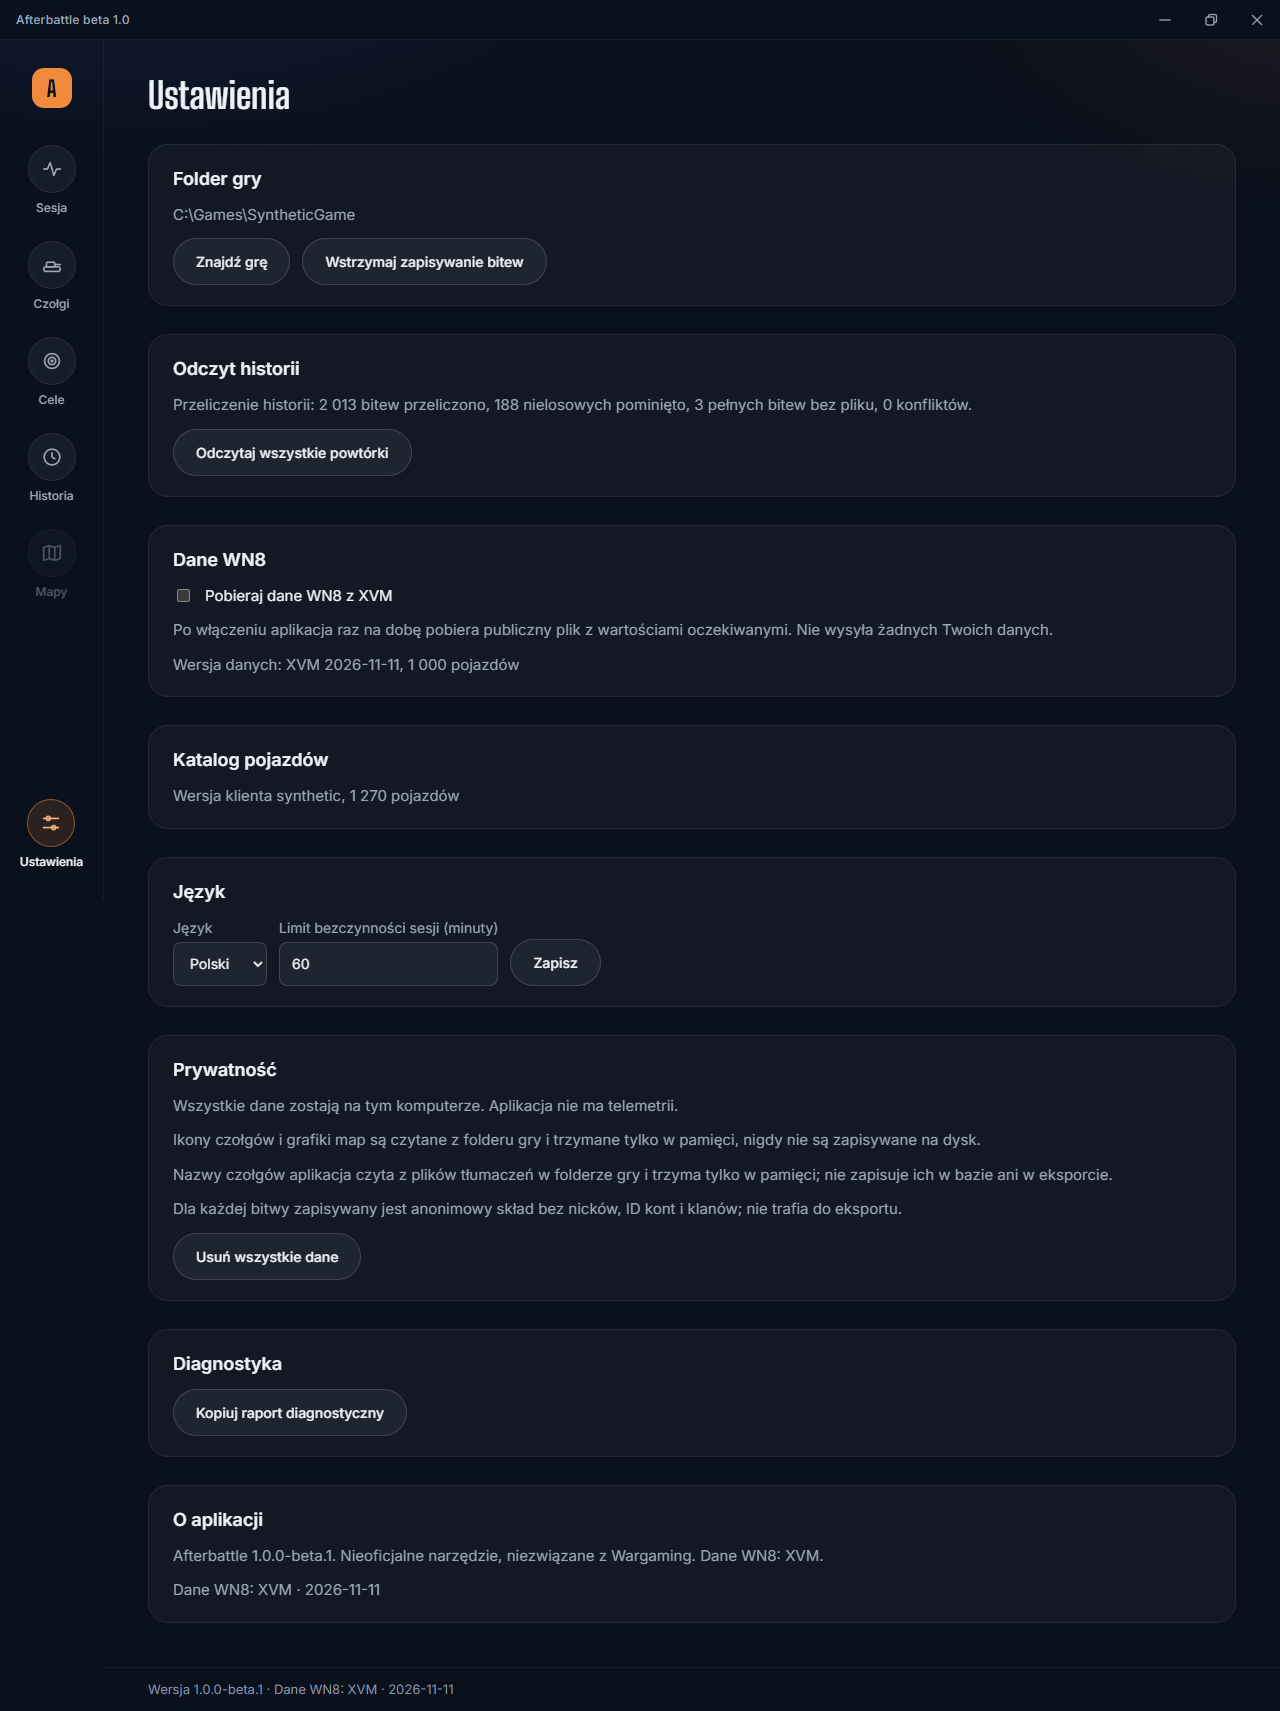 Afterbattle beta 1.0
A
Sesja
Czołgi
Cele
Historia
Mapy
Ustawienia
Ustawienia
Folder gry
C:\Games\SyntheticGame
Znajdź grę
Wstrzymaj zapisywanie bitew
Odczyt historii
Przeliczenie historii: 2 013 bitew przeliczono, 188 nielosowych pominięto, 3 pełnych bitew bez pliku, 0 konfliktów.
Odczytaj wszystkie powtórki
Dane WN8
Pobieraj dane WN8 z XVM
Po włączeniu aplikacja raz na dobę pobiera publiczny plik z wartościami oczekiwanymi. Nie wysyła żadnych Twoich danych.
Wersja danych: XVM 2026-11-11, 1 000 pojazdów
Katalog pojazdów
Wersja klienta synthetic, 1 270 pojazdów
Język
Język
Limit bezczynności sesji (minuty)
Polski
60
Zapisz
Prywatność
Wszystkie dane zostają na tym komputerze. Aplikacja nie ma telemetrii.
Ikony czołgów i grafiki map są czytane z folderu gry i trzymane tylko w pamięci, nigdy nie są zapisywane na dysk.
Nazwy czołgów aplikacja czyta z plików tłumaczeń w folderze gry i trzyma tylko w pamięci; nie zapisuje ich w bazie ani w eksporcie.
Dla każdej bitwy zapisywany jest anonimowy skład bez nicków, ID kont i klanów; nie trafia do eksportu.
Usuń wszystkie dane
Diagnostyka
Kopiuj raport diagnostyczny
O aplikacji
Afterbattle 1.0.0-beta.1. Nieoficjalne narzędzie, niezwiązane z Wargaming. Dane WN8: XVM.
Dane WN8: XVM · 2026-11-11
Wersja 1.0.0-beta.1 · Dane WN8: XVM · 2026-11-11